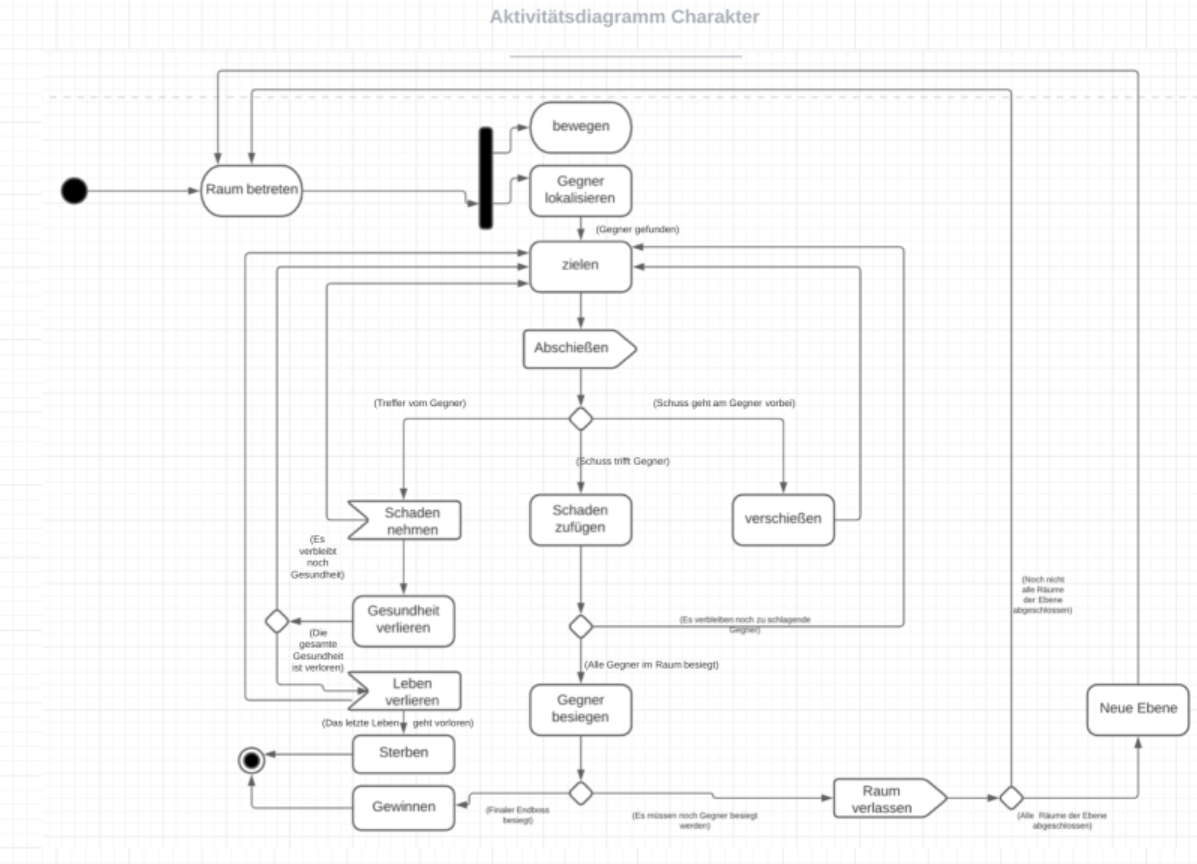 Aktivitätsdiagramm Charakter
bewegen
Raum betreten
Gegner
lokalisieren
(Gegner gefunden)
zielen
Abschießen
(Treffer vom Gegner)
(Schuss geht am Gegner vorbei)
(Schuss trifft Gegner)
Schaden
nehmen
Schaden
zufügen
verschießen
(Es
verbleibt
noch
Gesundheit)
(Noch nicht
alle Räume
der Ebene
abgeschlossen)
Gesundheit
verlieren
(Es verbleiben noch zu schlagende
Gegner)
(Die
gesamte
Gesundheit
ist verloren)
(Alle Gegner im Raum besiegt)
Leben
verlieren
Gegner
besiegen
Neue Ebene
(Das letzte Leben geht vorloren)
Sterben
Gewinnen
(Finaler Endboss
besiegt)
(Es müssen noch Gegner besiegt
werden)
Raum
verlassen
(Alle Räume der Ebene
abgeschlossen)